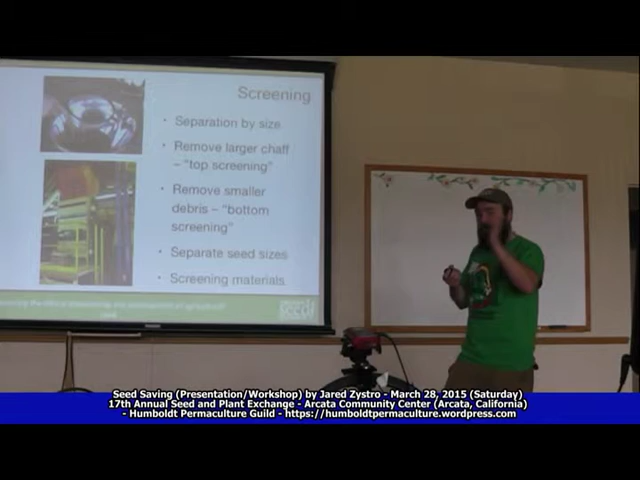 Screening
• Separation by size
• Remove larger chaff
– "top screening"
• Remove smaller
debris – "bottom
screening"
• Separate seed sizes
• Screening materials
seed
Seed Saving (Presentation/Workshop) by Jared Zystro - March 28, 2015 (Saturday)
17th Annual Seed and Plant Exchange - Arcata Community Center (Arcata, California)
- Humboldt Permaculture Guild - https://humboldtpermaculture.wordpress.com